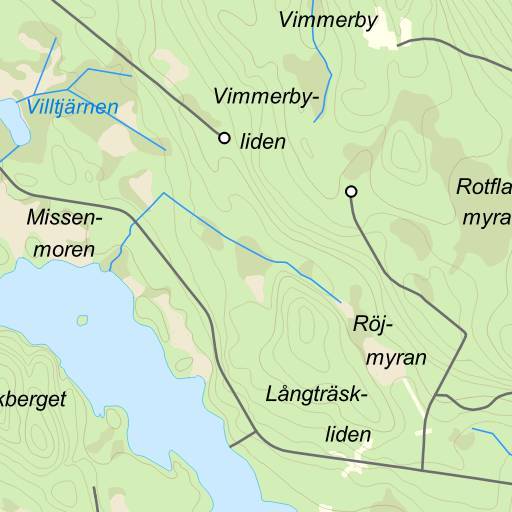 Vimmerby
Vimmerby-
liden
Villtjärnen
Rotfla
myra
Missen-
moren
Röj-
myran
Långträsk-
liden
kberget